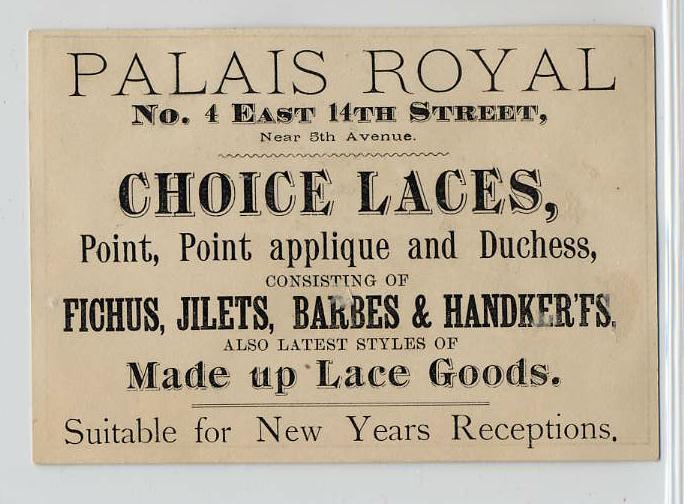 PALAIS ROYAL
No. 4 EAST 14TH STREET,
Near 5th Avenue.
CHOICE LACES,
Point, Point applique and Duchess,
CONSISTING OF
FICHUS, JILETS, BARBES & HANDKER'FS.
ALSO LATEST STYLES OF
Made up Lace Goods.
Suitable for New Years Receptions.